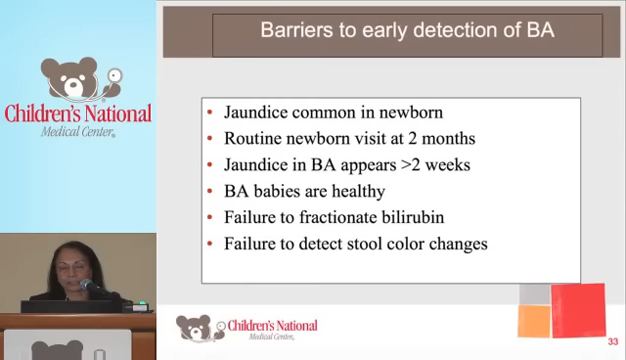 Children's National
Medical Center
Barriers to early detection of BA
• Jaundice common in newborn
• Routine newborn visit at 2 months
• Jaundice in BA appears >2 weeks
• BA babies are healthy
• Failure to fractionate bilirubin
• Failure to detect stool color changes
Children's National
Medical Center
33